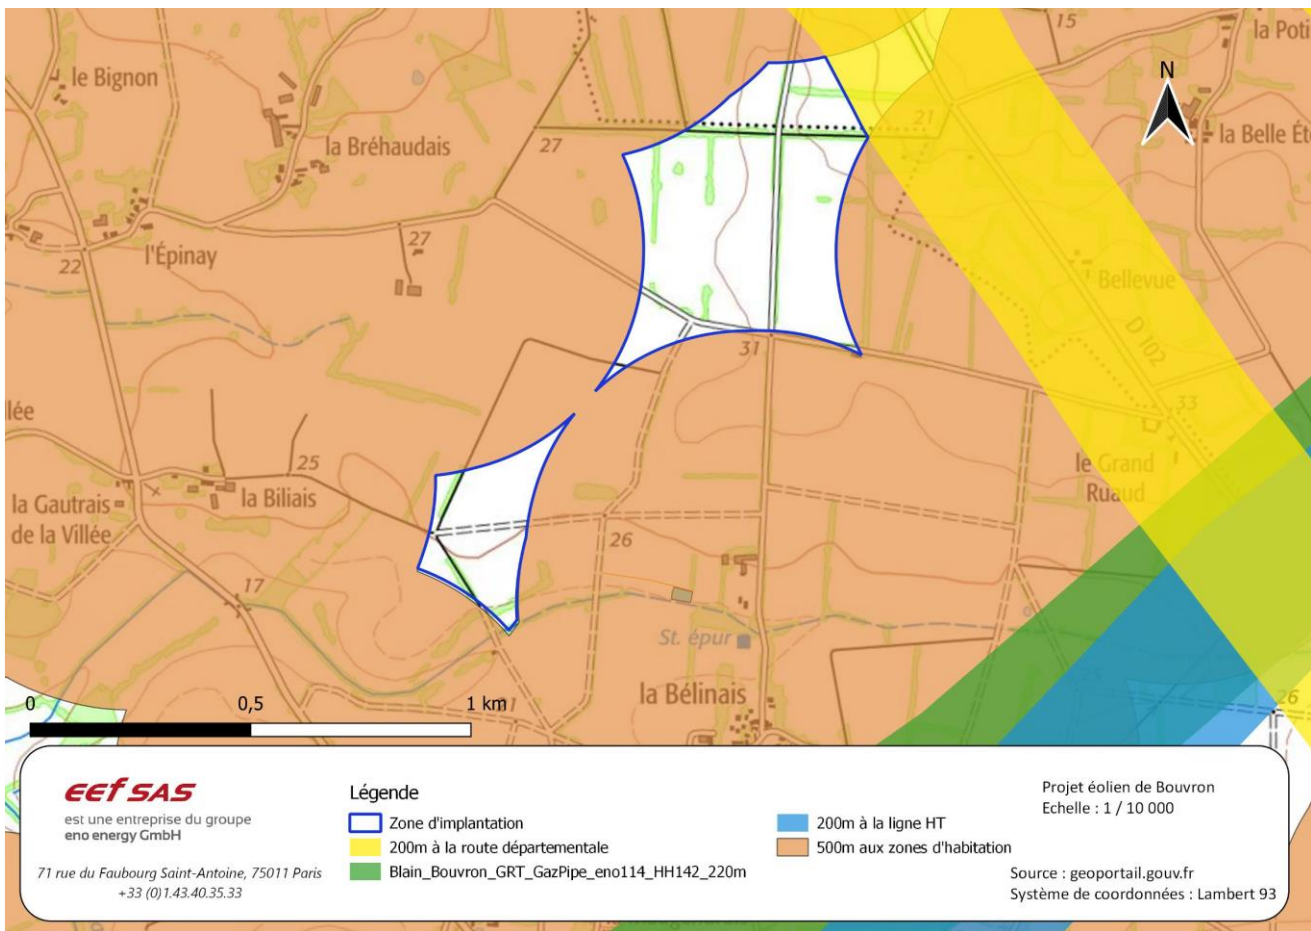 15
la Poti
le Bignon
N
25
la Bréhaudais
21
la Belle Ét
27
27
l'Épinay
22
Bellevue
D 102
31
33
llée
25
le Grand
Ruaud
la Gautrais
de la Villée
la Biliais
26
17
St. épur
25
la Bélinais
26
0
0,5
1 km
21
eef SAS
est une entreprise du groupe
eno energy GmbH
71 rue du Faubourg Saint-Antoine, 75011 Paris
+33 (0)1.43.40.35.33
Légende
Zone d'implantation
200m à la route départementale
Blain_Bouvron_GRT_GazPipe_eno114_HH142_220m
200m à la ligne HT
500m aux zones d'habitation
Projet éolien de Bouvron
Echelle : 1 / 10 000
Source : geoportail.gouv.fr
Système de coordonnées : Lambert 93